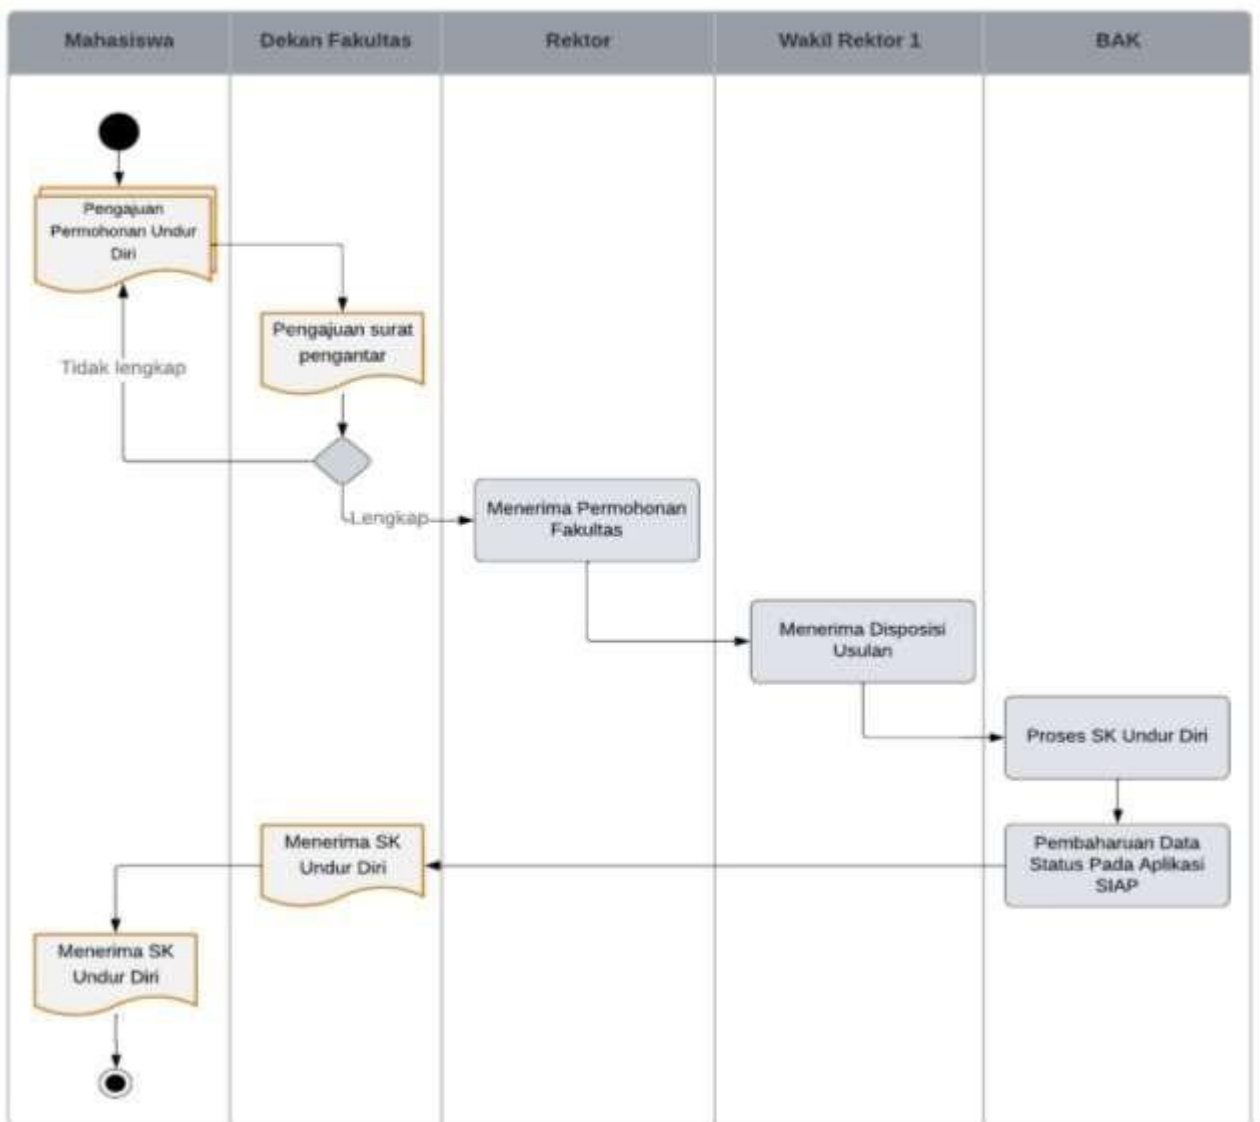 Mahasiswa
Dekan Fakultas
Rektor
Wakil Rektor 1
BAK
Pengajuan
Permohonan Undur
Diri
Pengajuan surat
pengantar
Tidak lengkap
Lengkap
Menerima Permohonan
Fakultas
Menerima Disposisi
Usulan
Proses SK Undur Diri
Pembaharuan Data
Status Pada Aplikasi
SIAP
Menerima SK
Undur Diri
Menerima SK
Undur Diri